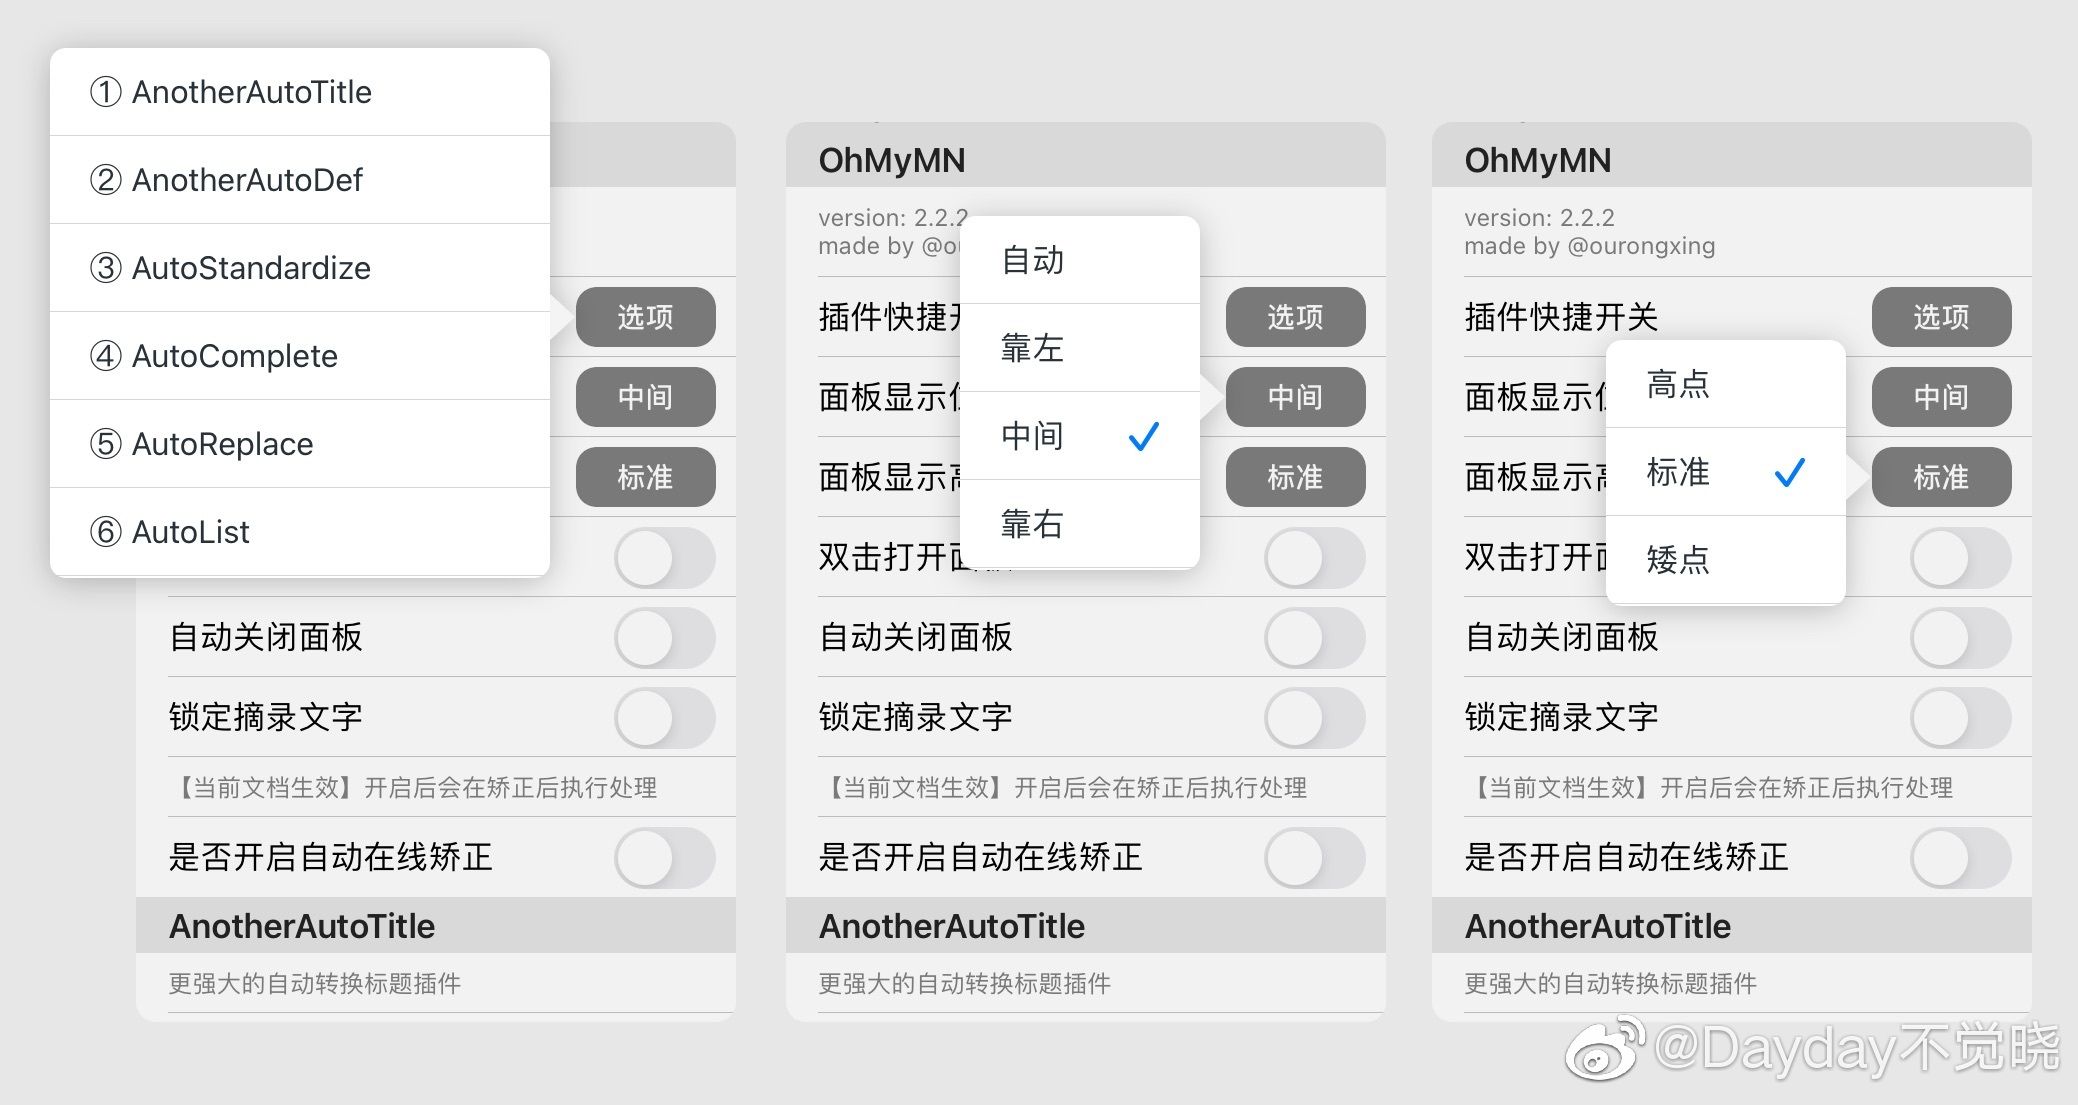 ① AnotherAutoTitle
② AnotherAutoDef
③ AutoStandardize
④ AutoComplete
⑤ AutoReplace
⑥ AutoList
选项
中间
标准
自动关闭面板
锁定摘录文字
【当前文档生效】开启后会在矫正后执行处理
是否开启自动在线矫正
AnotherAutoTitle
更强大的自动转换标题插件
OhMyMN
version: 2.2.2
made by @ou
插件快捷
选项
面板显示
中间
面板显示
标准
双击打开
自动
靠左
中间
靠右
自动关闭面板
锁定摘录文字
【当前文档生效】开启后会在矫正后执行处理
是否开启自动在线矫正
AnotherAutoTitle
更强大的自动转换标题插件
OhMyMN
version: 2.2.2
made by @ourongxing
插件快捷开关
选项
面板显示
中间
面板显示
标准
双击打开
高点
标准
矮点
自动关闭面板
锁定摘录文字
【当前文档生效】开启后会在矫正后执行处理
是否开启自动在线矫正
AnotherAutoTitle
更强大的自动转换标题插件
@Dayday不觉晓